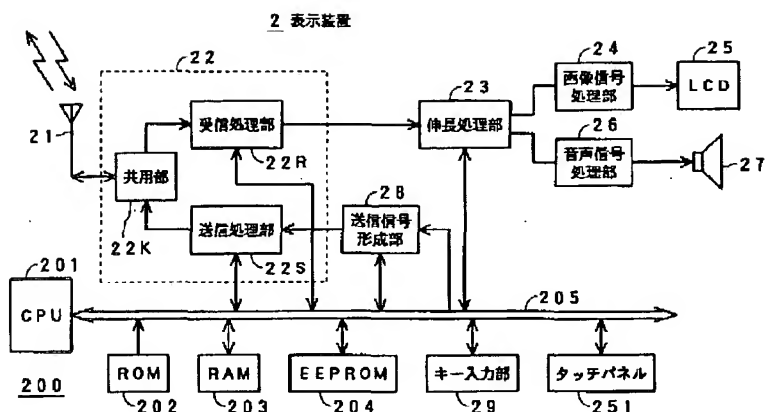 2 表示装置
22
24
25
画像信号
処理部
LCD
23
伸長処理部
21
受信処理部
22R
26
音声信号
処理部
27
共用部
22K
送信処理部
22S
28
送信信号
形成部
201
CPU
205
200
ROM
202
RAM
203
EEPROM
204
キー入力部
29
タッチパネル
251